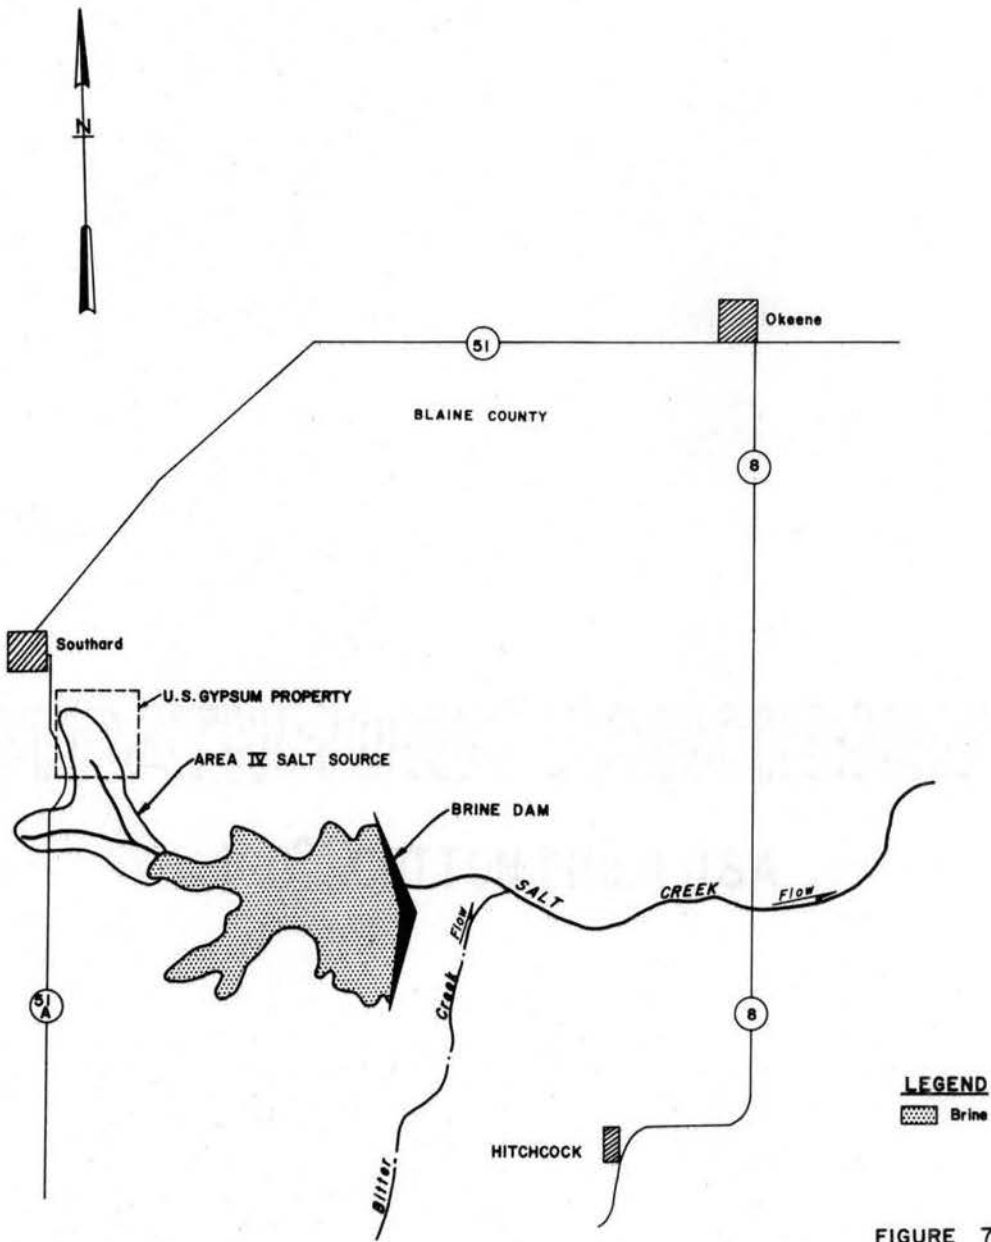 N
Okeene
51
BLAINE COUNTY
8
Southard
U.S. GYPSUM PROPERTY
AREA IV SALT SOURCE
BRINE DAM
SALT CREEK Flow
Bitter Creek Flow
51
A
8
LEGEND
Brine
HITCHCOCK
FIGURE 7